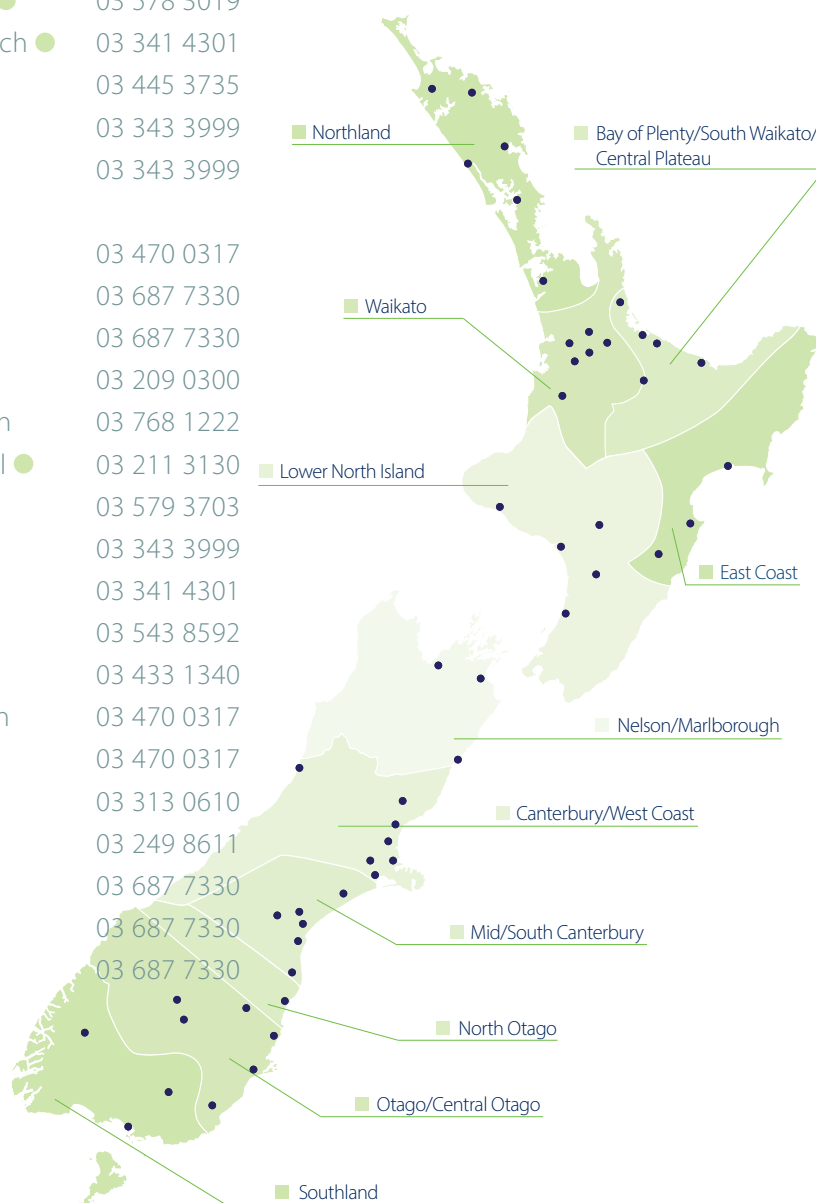 03 578 3019
ch
03 341 4301
03 445 3735
03 343 3999
03 343 3999
03 470 0317
03 687 7330
03 687 7330
03 209 0300
n
03 768 1222
l
03 211 3130
03 579 3703
03 343 3999
03 341 4301
03 543 8592
03 433 1340
n
03 470 0317
03 470 0317
03 313 0610
03 249 8611
03 687 7330
03 687 7330
03 687 7330
Northland
Bay of Plenty/South Waikato/
Central Plateau
Waikato
Lower North Island
East Coast
Nelson/Marlborough
Canterbury/West Coast
Mid/South Canterbury
North Otago
Otago/Central Otago
Southland